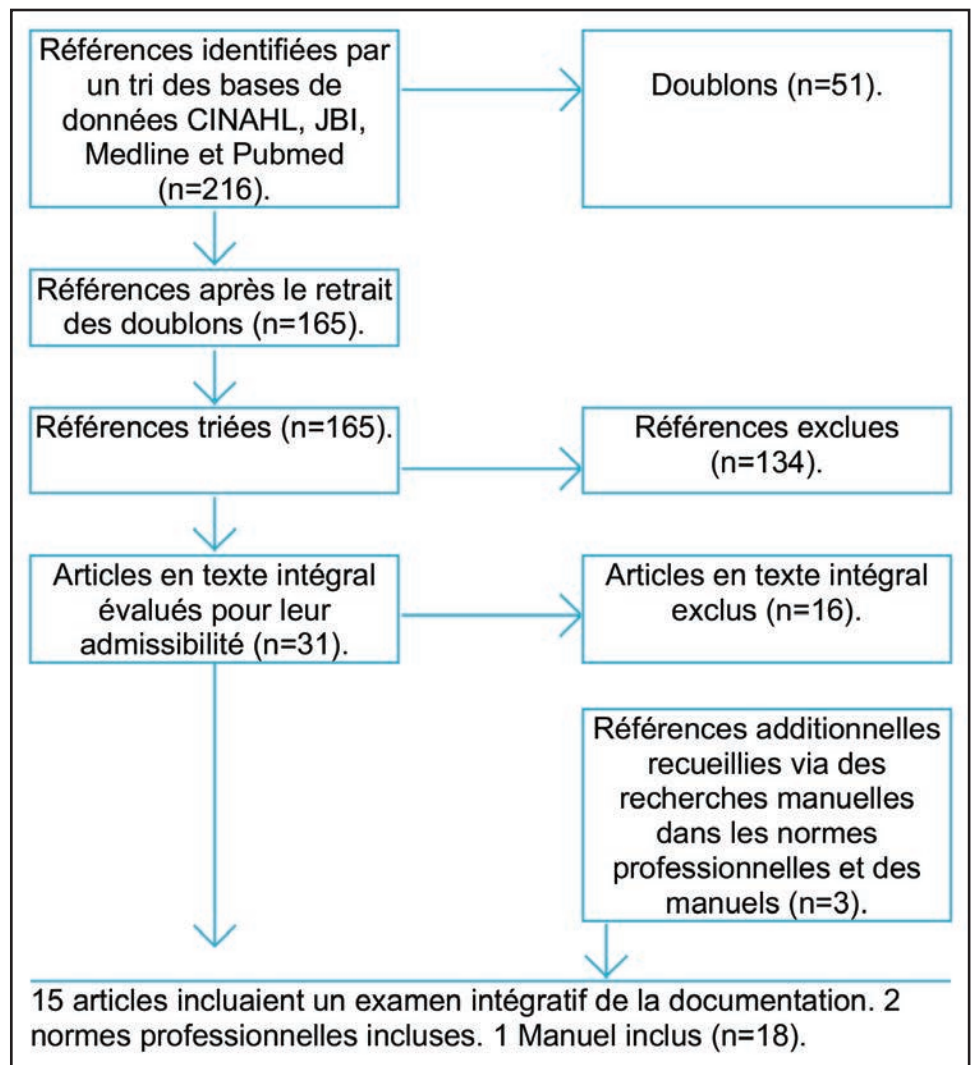 Références identifiées par
un tri des bases de
données CINAHL, JBI,
Medline et Pubmed
(n=216).
Doublons (n=51).
Références après le retrait
des doublons (n=165).
Références triées (n=165).
Références exclues
(n=134).
Articles en texte intégral
évalués pour leur
admissibilité (n=31).
Articles en texte intégral
exclus (n=16).
Références additionnelles
recueillies via des
recherches manuelles
dans les normes
professionnelles et des
manuels (n=3).
15 articles incluaient un examen intégratif de la documentation. 2
normes professionnelles incluses. 1 Manuel inclus (n=18).